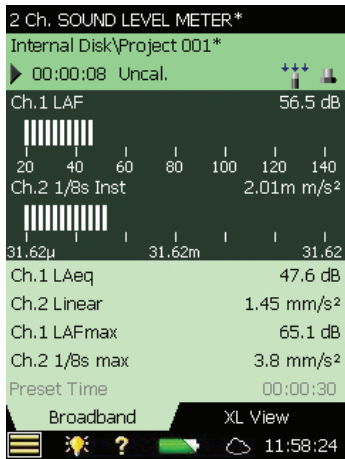 2 Ch. SOUND LEVEL METER*
Internal Disk\Project 001*
00:00:08 Uncal.
Ch.1 LAF 56.5 dB
20 40 60 80 100 120 140
Ch.2 1/8s Inst 2.01m m/s²
31.62µ 31.62m 31.62
Ch.1 LAeq 47.6 dB
Ch.2 Linear 1.45 mm/s²
Ch.1 LAFmax 65.1 dB
Ch.2 1/8s max 3.8 mm/s²
Preset Time 00:00:30
Broadband XL View
? 11:58:24